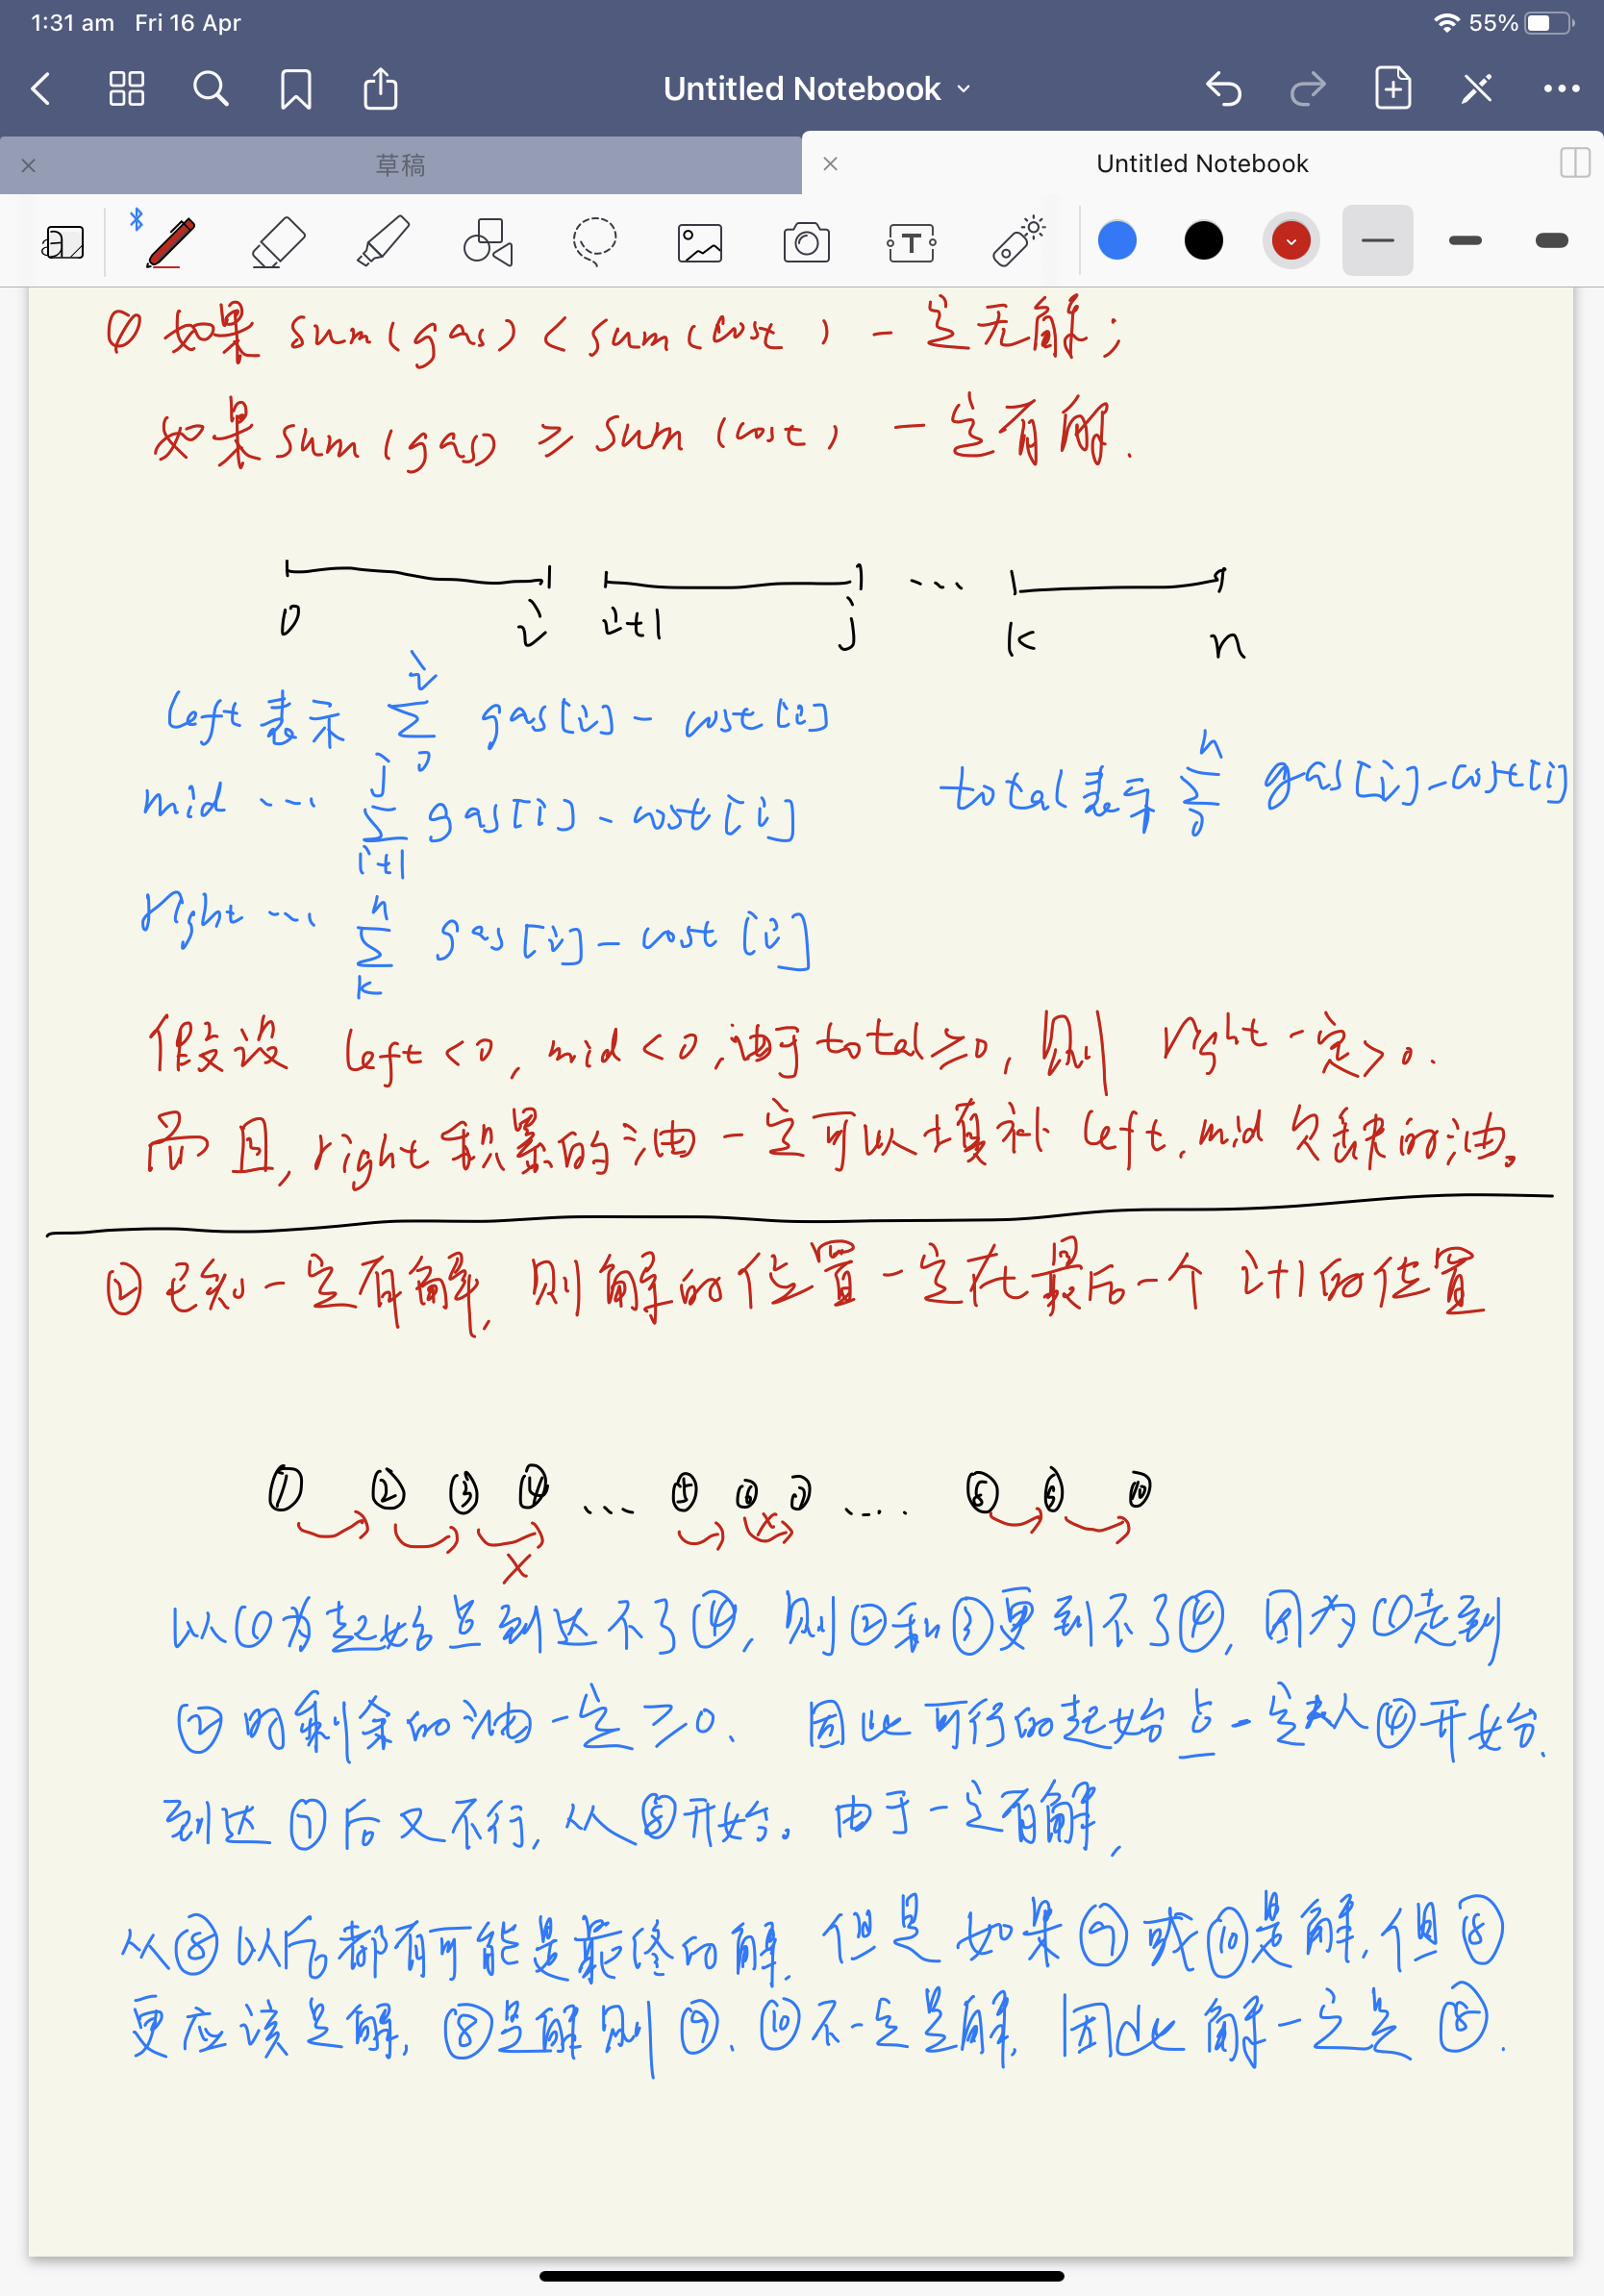 1:31 am Fri 16 Apr 55%
Untitled Notebook
草稿 Untitled Notebook
① 如果 sum(gas) < sum(cost) 一定无解;
如果 sum(gas) ≥ sum(cost) 一定有解.
0 i i+1 j ... k n
left 表示 ∑ i 0 gas[i] - cost[i]
mid ... ∑ j i+1 gas[i] - cost[i]
total 表示 ∑ n 0 gas[i] - cost[i]
right ... ∑ n k gas[i] - cost[i]
假设 left < 0, mid < 0, 由于 total ≥ 0, 则 right 一定 > 0.
而且, right 积累的油一定可以填补 left, mid 欠缺的油。
② 已知一定有解, 则解的位置一定在最后一个 i+1 的位置
① ② ③ ④ ... ⑤ ⑥ ⑦ .... ⑧ ⑩
× ×
以①为起始点到达不了④, 则②和③更到不了④, 因为①走到
②时剩余的油一定 ≥ 0、 因此可行的起始点一定从④开始.
到达⑦后又不行, 从⑧开始。由于一定有解,
从⑧以后都有可能是最终的解. 但是如果⑨或⑩是解, 但⑧
更应该是解, ⑧是解则⑨、⑩不一定是解, 因此解一定是⑧.